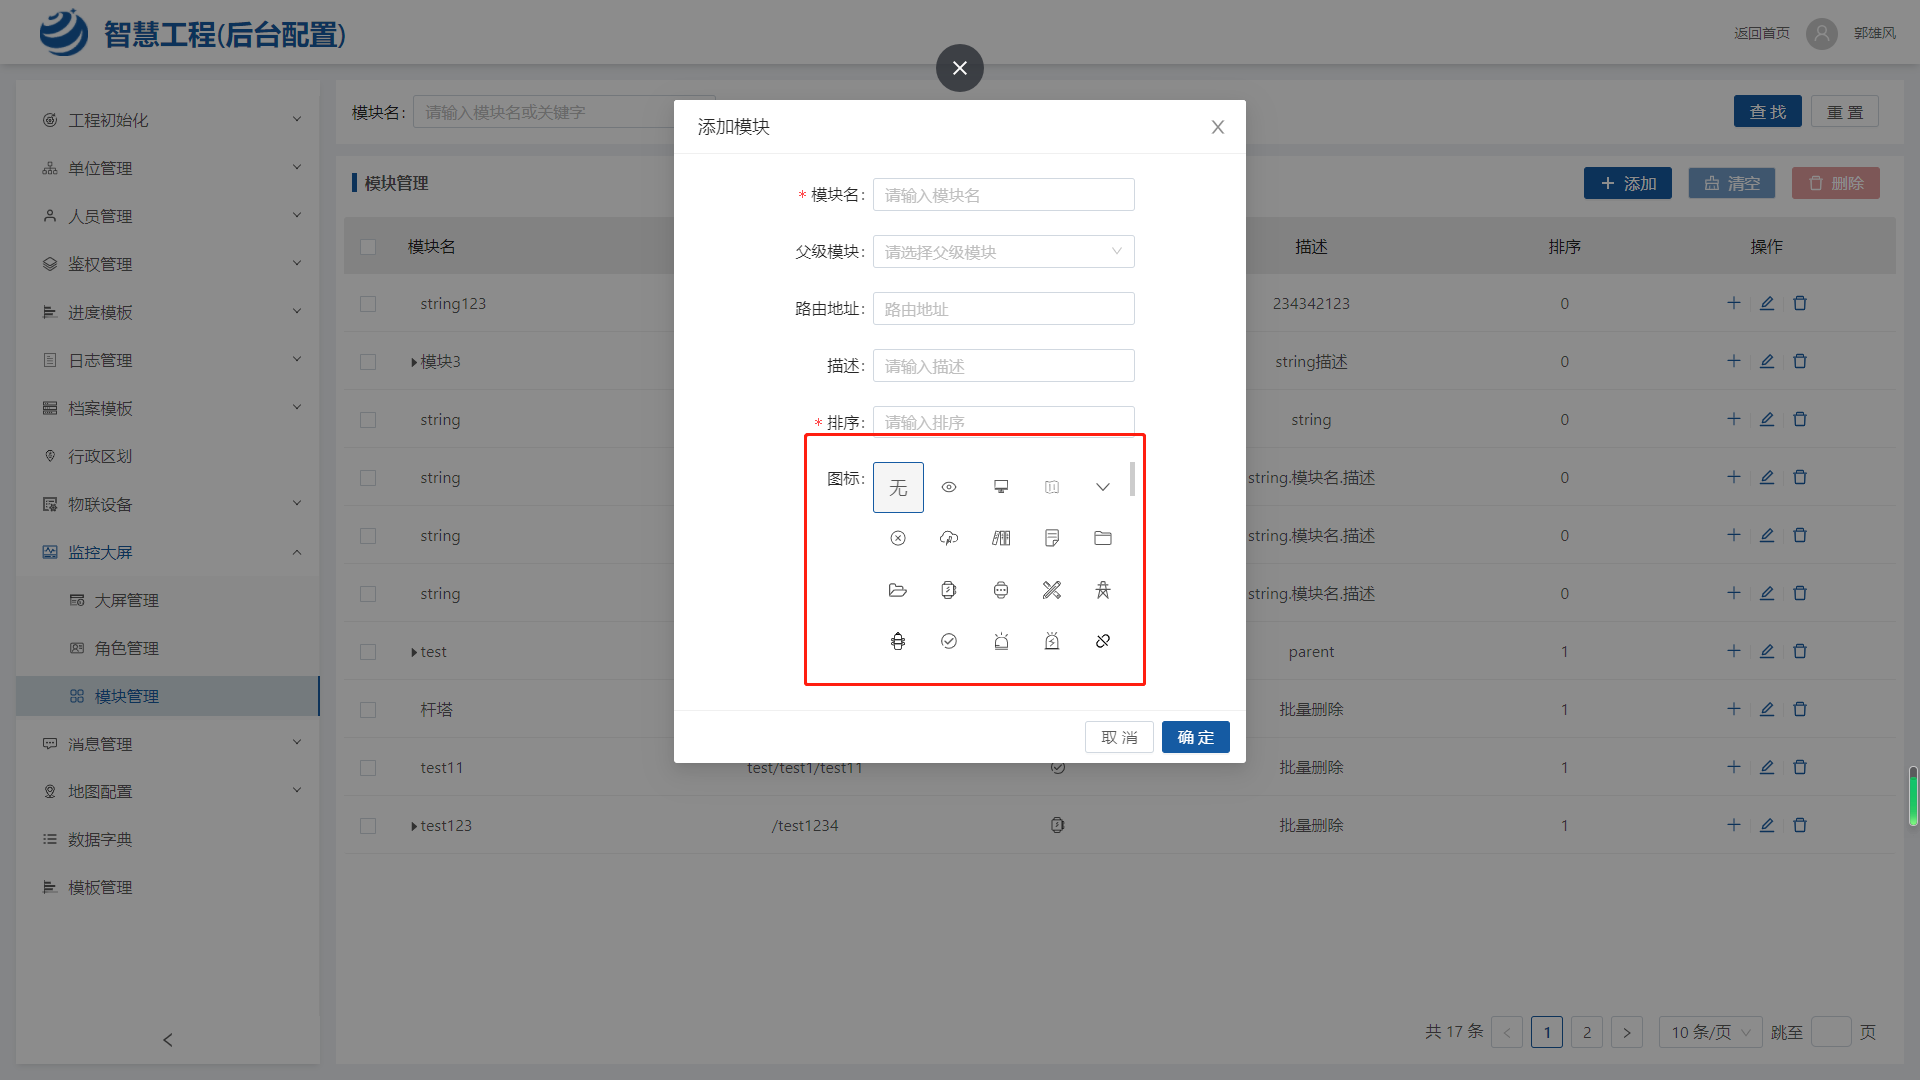 智慧工程(后台配置)
返回首页
郭雄风
工程初始化
单位管理
人员管理
鉴权管理
进度模板
日志管理
档案模板
行政区划
物联设备
监控大屏
大屏管理
角色管理
模块管理
消息管理
地图配置
数据字典
模板管理
模块名:
请输入模块名或关键字
查 找
重 置
模块管理
添加
清空
删除
模块名
描述
排序
操作
string123
234342123
0
模块3
string描述
0
string
string
0
string
string.模块名.描述
0
string
string.模块名.描述
0
string
string.模块名.描述
0
test
parent
1
杆塔
批量删除
1
test11
test/test1/test11
批量删除
1
test123
/test1234
批量删除
1
共 17 条
1
2
10 条/页
跳至
页
添加模块
* 模块名:
请输入模块名
父级模块:
请选择父级模块
路由地址:
路由地址
描述:
请输入描述
* 排序:
请输入排序
图标:
无
取 消
确 定